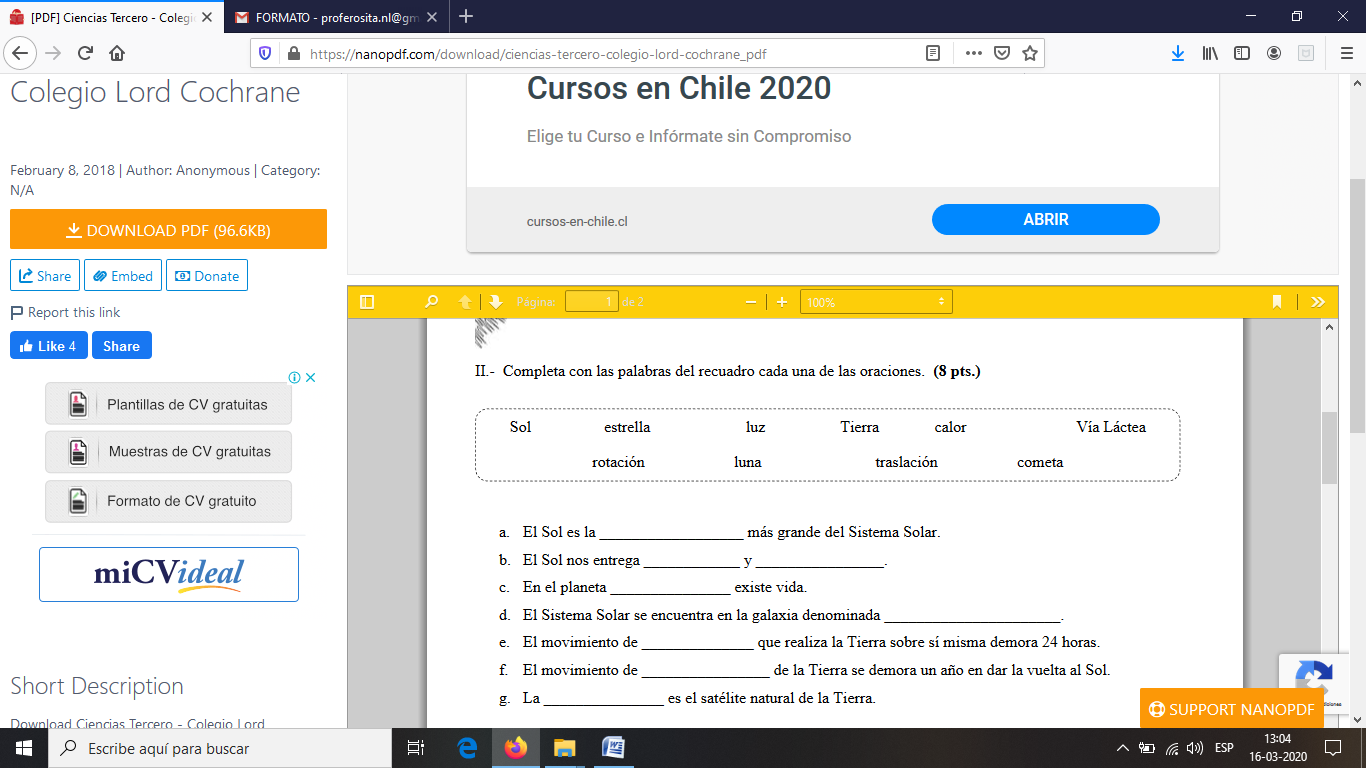 [PDF] Ciencias Tercero - Colegi
FORMATO - proferosita.nl@gm
https://nanopdf.com/download/ciencias-tercero-colegio-lord-cochrane_pdf
Colegio Lord Cochrane
February 8, 2018 | Author: Anonymous | Category:
N/A
DOWNLOAD PDF (96.6KB)
Share Embed Donate
Report this link
Like 4 Share
Plantillas de CV gratuitas
Muestras de CV gratuitas
Formato de CV gratuito
miCVideal
Short Description
Download Ciencias Tercero - Colegio Lord
Cursos en Chile 2020
Elige tu Curso e Infórmate sin Compromiso
cursos-en-chile.cl
ABRIR
Página: 1 de 2 100%
II.- Completa con las palabras del recuadro cada una de las oraciones. (8 pts.)
Sol estrella luz Tierra calor Vía Láctea
rotación luna traslación cometa
a. El Sol es la __________________ más grande del Sistema Solar.
b. El Sol nos entrega ____________ y ________________.
c. En el planeta _______________ existe vida.
d. El Sistema Solar se encuentra en la galaxia denominada ______________________.
e. El movimiento de ______________ que realiza la Tierra sobre sí misma demora 24 horas.
f. El movimiento de ________________ de la Tierra se demora un año en dar la vuelta al Sol.
g. La _______________ es el satélite natural de la Tierra.
SUPPORT NANOPDF
Escribe aquí para buscar
ESP
13:04
16-03-2020